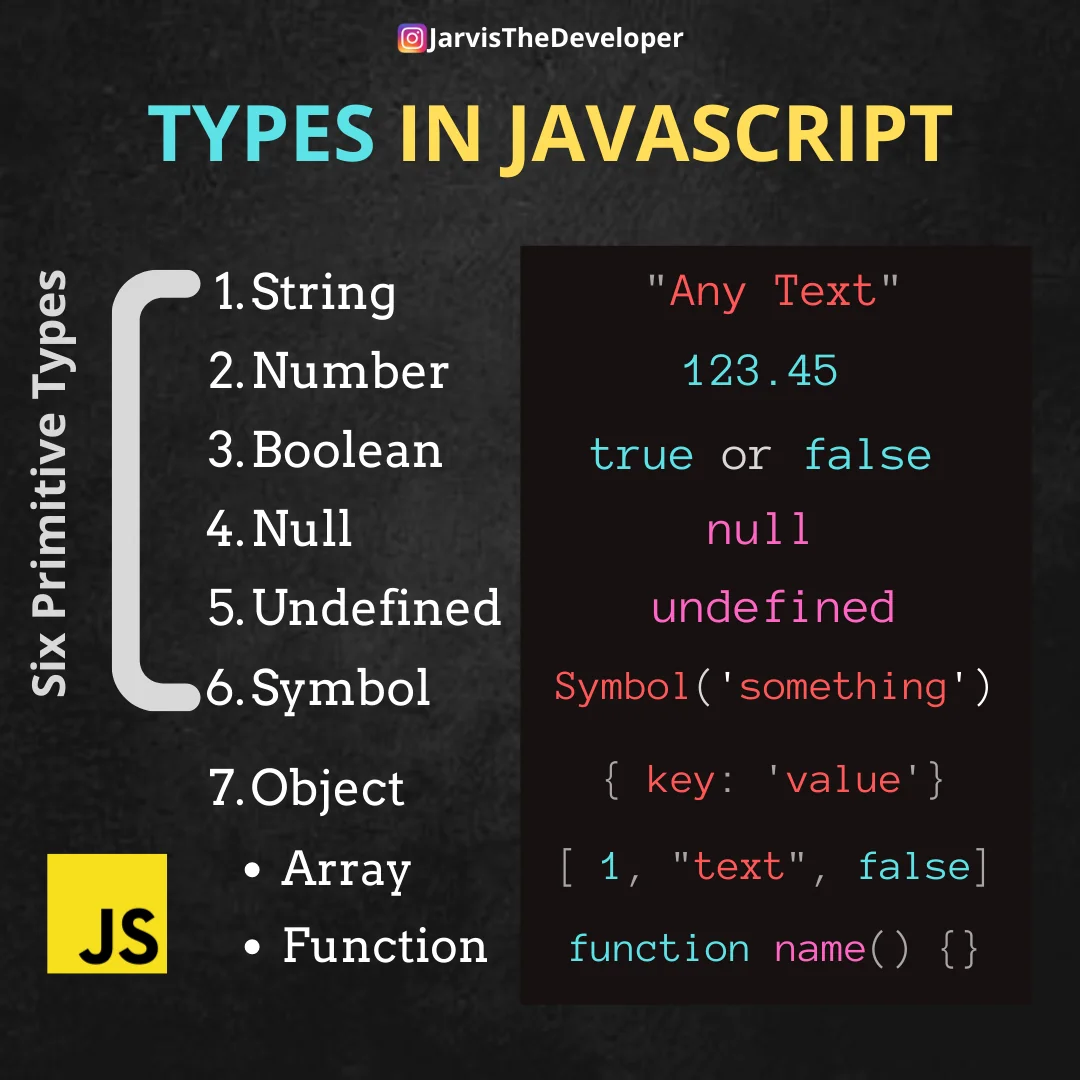 JarvisTheDeveloper
TYPES IN JAVASCRIPT
Six Primitive Types
1. String
"Any Text"
2. Number
123.45
3. Boolean
true or false
4. Null
null
5. Undefined
undefined
6. Symbol
Symbol('something')
7. Object
{ key: 'value'}
• Array
[ 1, "text", false]
• Function
function name() {}
JS